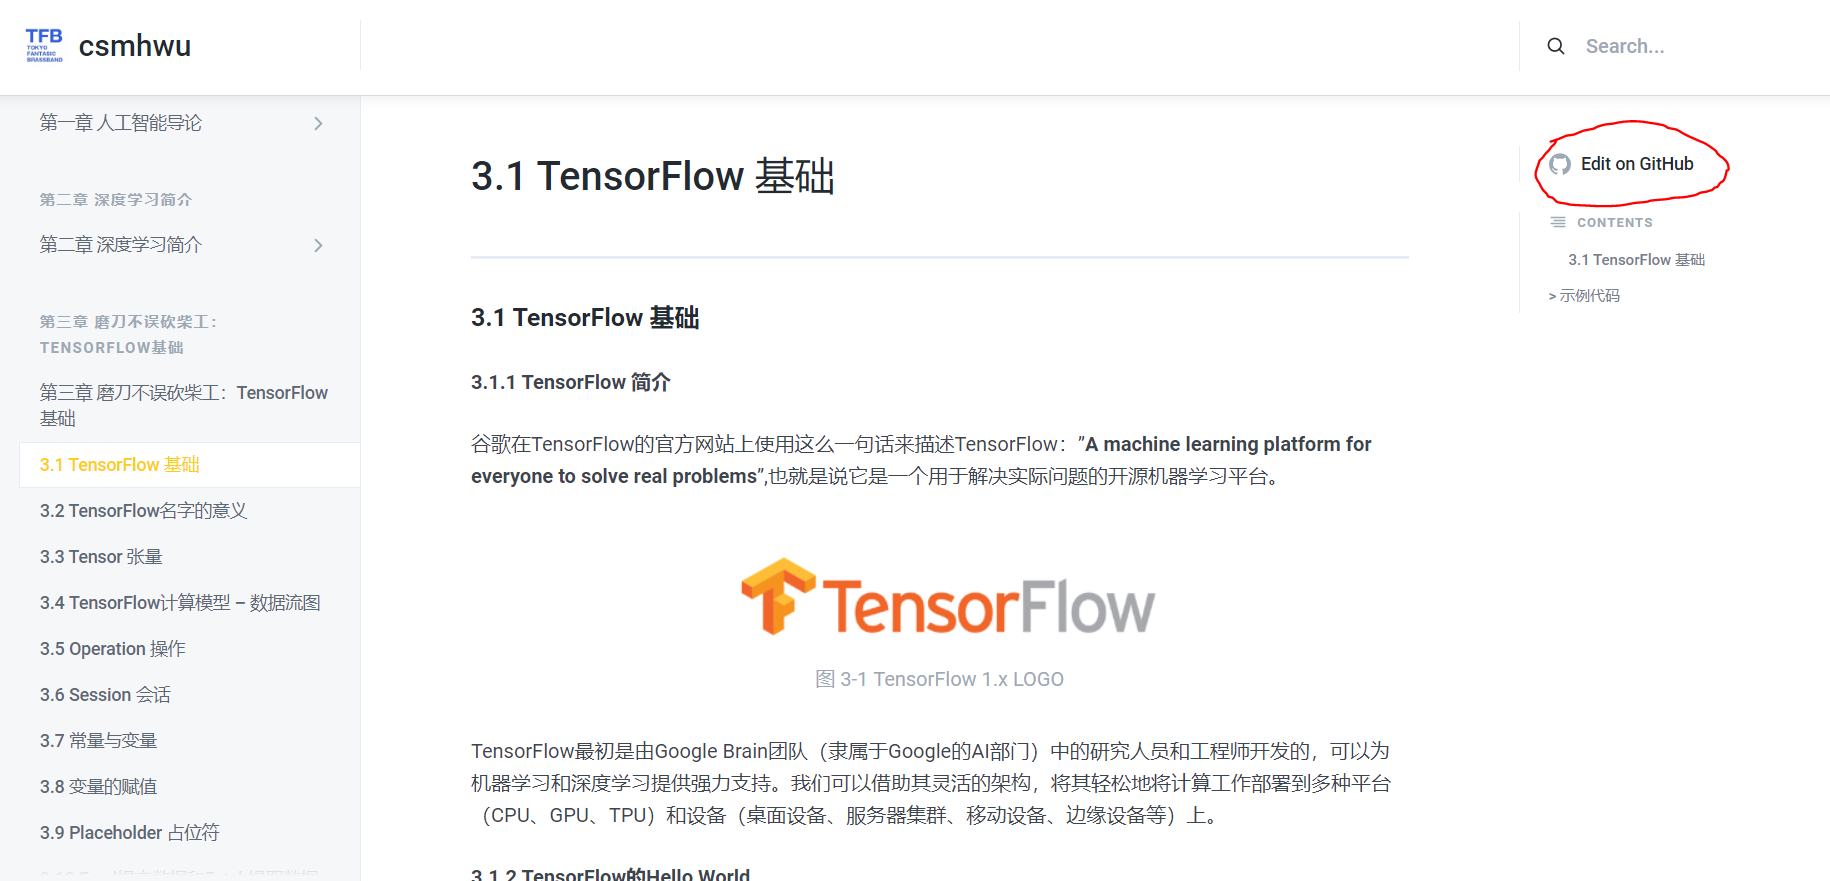 TFB
TOKYO
FANTASIC
BRASSBAND
csmhwu
Search...
第一章 人工智能导论
第二章 深度学习简介
第二章 深度学习简介
第三章 磨刀不误砍柴工：
TENSORFLOW基础
第三章 磨刀不误砍柴工：TensorFlow
基础
3.1 TensorFlow 基础
3.2 TensorFlow名字的意义
3.3 Tensor 张量
3.4 TensorFlow计算模型 – 数据流图
3.5 Operation 操作
3.6 Session 会话
3.7 常量与变量
3.8 变量的赋值
3.9 Placeholder 占位符
3.1 TensorFlow 基础
3.1 TensorFlow 基础
3.1.1 TensorFlow 简介
谷歌在TensorFlow的官方网站上使用这么一句话来描述TensorFlow：”A machine learning platform for
everyone to solve real problems”,也就是说它是一个用于解决实际问题的开源机器学习平台。
TensorFlow
图 3-1 TensorFlow 1.x LOGO
TensorFlow最初是由Google Brain团队（隶属于Google的AI部门）中的研究人员和工程师开发的，可以为
机器学习和深度学习提供强力支持。我们可以借助其灵活的架构，将其轻松地将计算工作部署到多种平台
（CPU、GPU、TPU）和设备（桌面设备、服务器集群、移动设备、边缘设备等）上。
3.1.2 TensorFlow的Hello World
Edit on GitHub
CONTENTS
3.1 TensorFlow 基础
> 示例代码